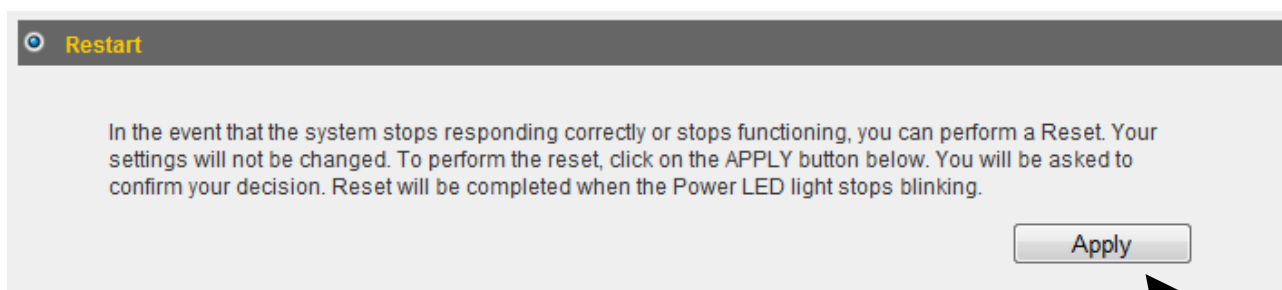 Restart
In the event that the system stops responding correctly or stops functioning, you can perform a Reset. Your
settings will not be changed. To perform the reset, click on the APPLY button below. You will be asked to
confirm your decision. Reset will be completed when the Power LED light stops blinking.
Apply